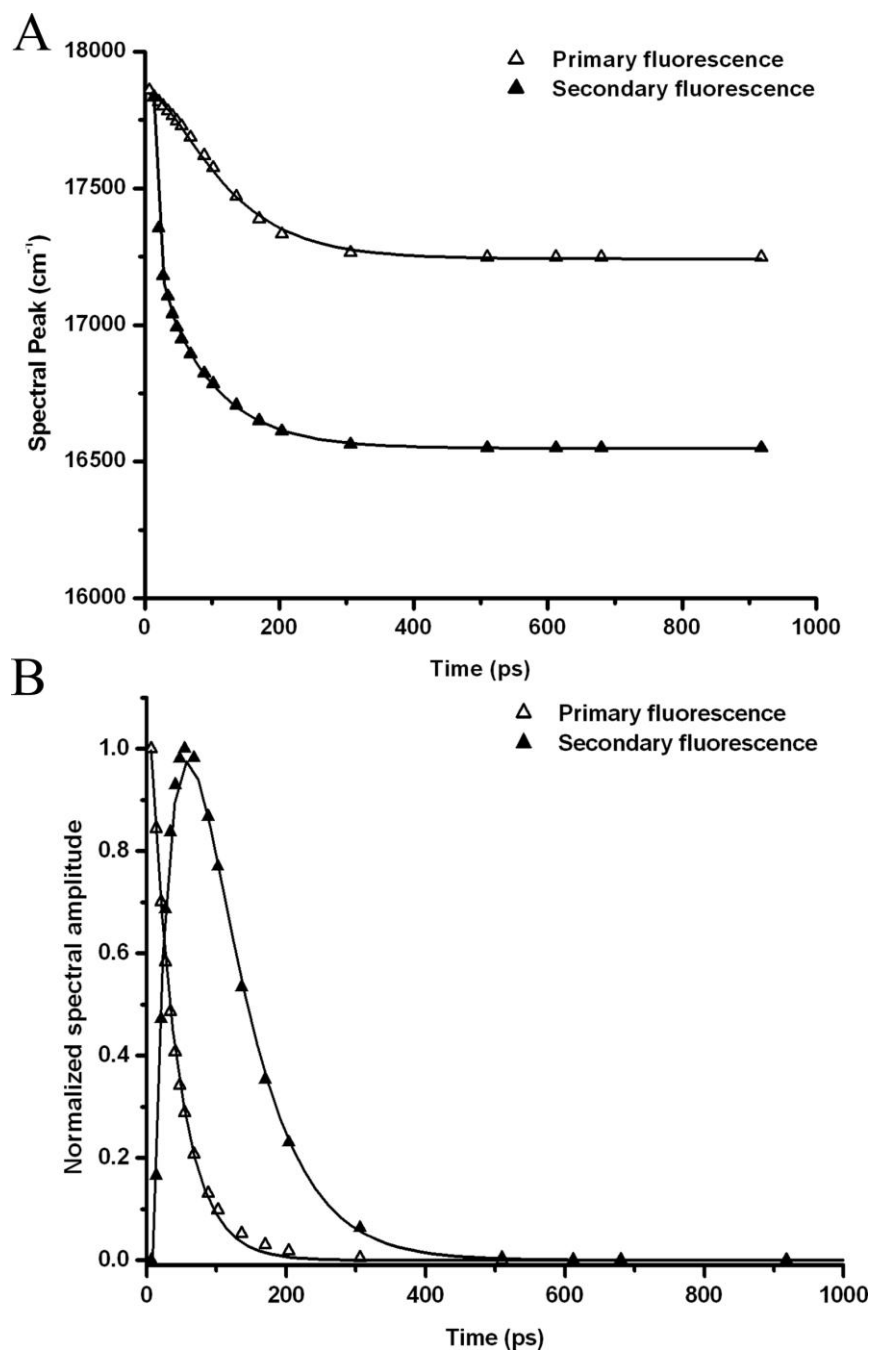 A
18000
17500
17000
16500
16000
Spectral Peak (cm⁻¹)
Primary fluorescence
Secondary fluorescence
0 200 400 600 800 1000
Time (ps)
B
1.0
0.8
0.6
0.4
0.2
0.0
Normalized spectral amplitude
Primary fluorescence
Secondary fluorescence
0 200 400 600 800 1000
Time (ps)